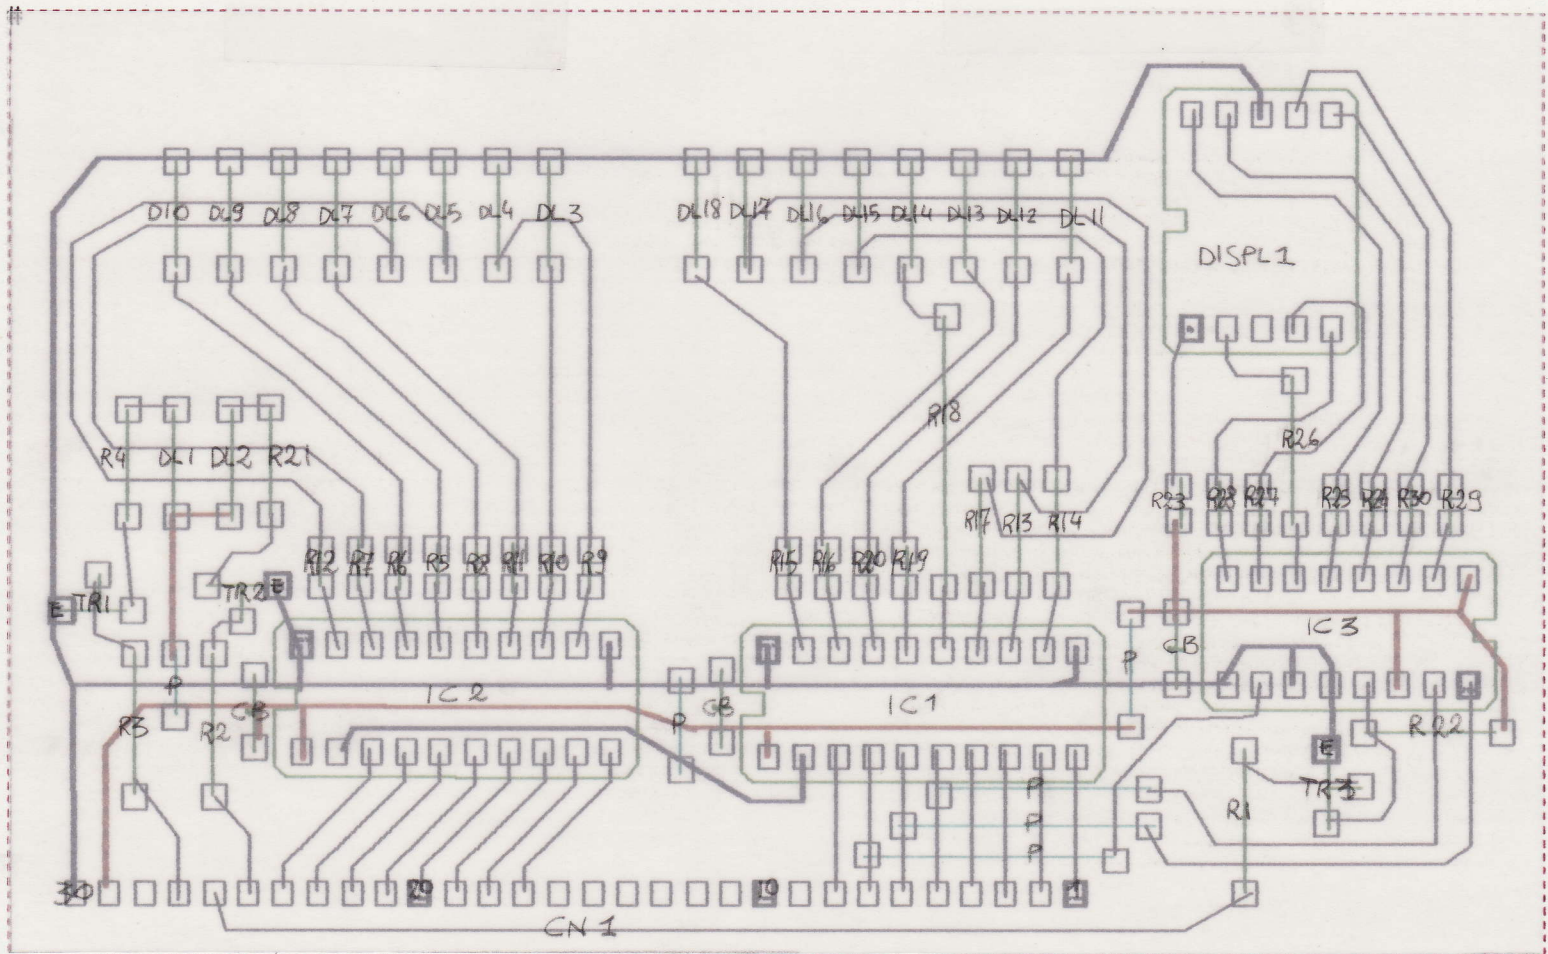 DL10 DL9 DL8 DL7 DL6 DL5 DL4 DL3 DL18 DL17 DL16 DL15 DL14 DL13 DL12 DL11
DISPL1
R18
R26
R4 DL1 DL2 R21
R23 R28 R27 R25 R24 R30 R29
R17 R13 R14
R12 R7 R6 R5 R8 R11 R10 R9 R15 R16 R20 R19
E TR1 TR2 E
IC3
P CB
P
IC2 IC1
R3 R2 CB P CB R22
E
P TR3
R1
P
P
30 20 10 1
CN1